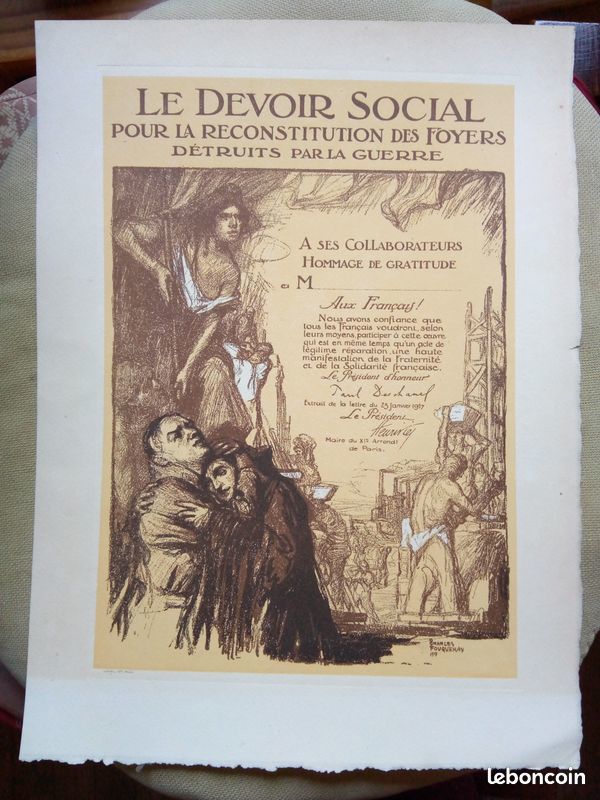 LE DEVOIR SOCIAL
POUR LA RECONSTITUTION DES FOYERS
DÉTRUITS PAR LA GUERRE
A SES COLLABORATEURS
HOMMAGE DE GRATITUDE
M
Aux Français!
Nous avons confiance que
tous les Français voudront, selon
leurs moyens, participer à cette œuvre
qui est en même temps qu'un acte de
légitime réparation, une haute
manifestation de la Fraternité
et de la Solidarité française.
Le Président d'honneur
Paul Deschanel
Extrait de la lettre du 25 Janvier 1917
Le Président,
Maire du XIe Arrondt
de Paris.
CHARLES
FOUQUERAY
leboncoin